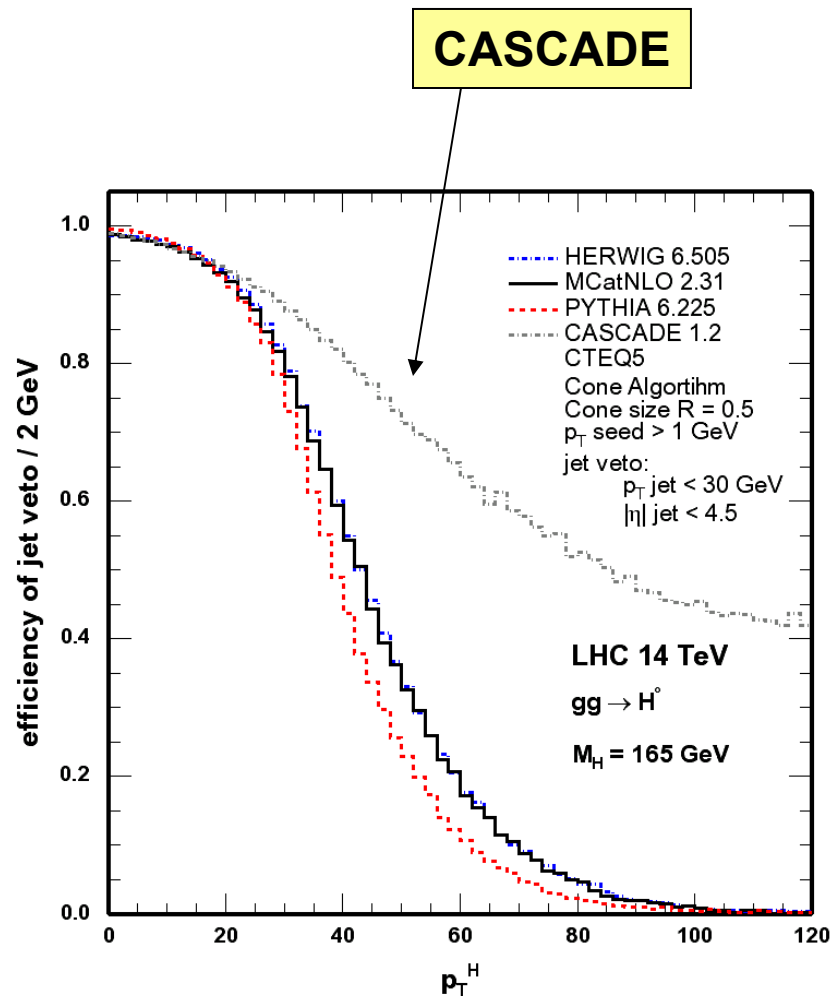 CASCADE
HERWIG 6.505
MCatNLO 2.31
PYTHIA 6.225
CASCADE 1.2
CTEQ5
Cone Algortihm
Cone size R = 0.5
pT seed > 1 GeV
jet veto:
pT jet < 30 GeV
|η| jet < 4.5
LHC 14 TeV
gg → H°
MH = 165 GeV
efficiency of jet veto / 2 GeV
1.0
0.8
0.6
0.4
0.2
0.0
0 20 40 60 80 100 120
pT^H